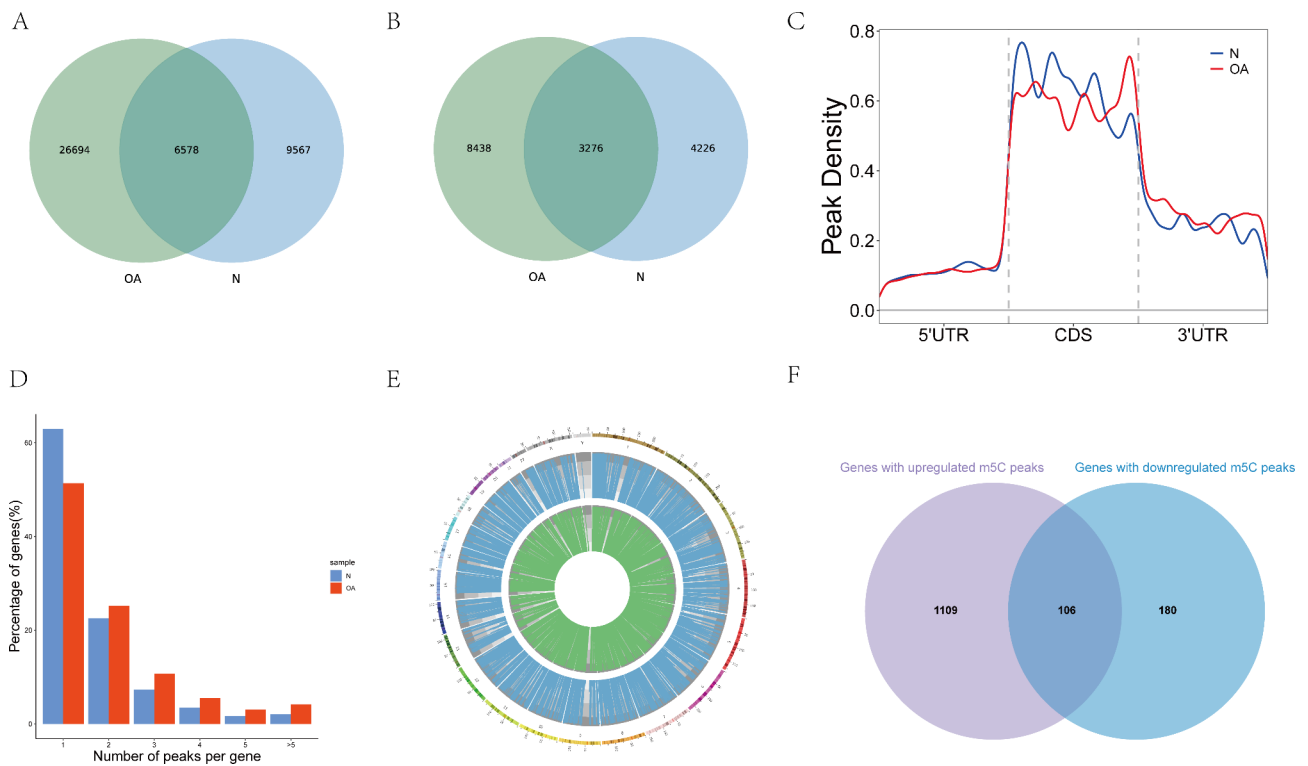 A
26694
6578
9567
OA
N
B
8438
3276
4226
OA
N
C
0.8
0.6
0.4
0.2
0.0
Peak Density
N
OA
5'UTR
CDS
3'UTR
D
60
40
20
0
Percentage of genes(%)
1
2
3
4
5
>5
Number of peaks per gene
sample
N
OA
E
F
Genes with upregulated m5C peaks
Genes with downregulated m5C peaks
1109
106
180